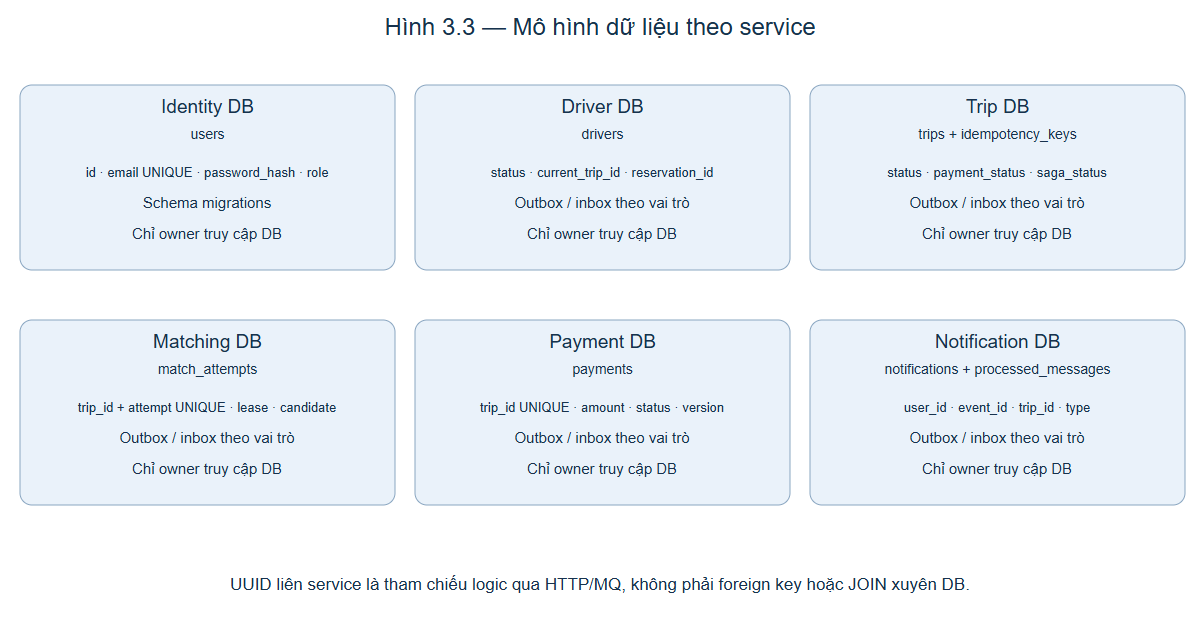 Hình 3.3 — Mô hình dữ liệu theo service
Identity DB
users
id · email UNIQUE · password_hash · role
Schema migrations
Chỉ owner truy cập DB
Driver DB
drivers
status · current_trip_id · reservation_id
Outbox / inbox theo vai trò
Chỉ owner truy cập DB
Trip DB
trips + idempotency_keys
status · payment_status · saga_status
Outbox / inbox theo vai trò
Chỉ owner truy cập DB
Matching DB
match_attempts
trip_id + attempt UNIQUE · lease · candidate
Outbox / inbox theo vai trò
Chỉ owner truy cập DB
Payment DB
payments
trip_id UNIQUE · amount · status · version
Outbox / inbox theo vai trò
Chỉ owner truy cập DB
Notification DB
notifications + processed_messages
user_id · event_id · trip_id · type
Outbox / inbox theo vai trò
Chỉ owner truy cập DB
UUID liên service là tham chiếu logic qua HTTP/MQ, không phải foreign key hoặc JOIN xuyên DB.